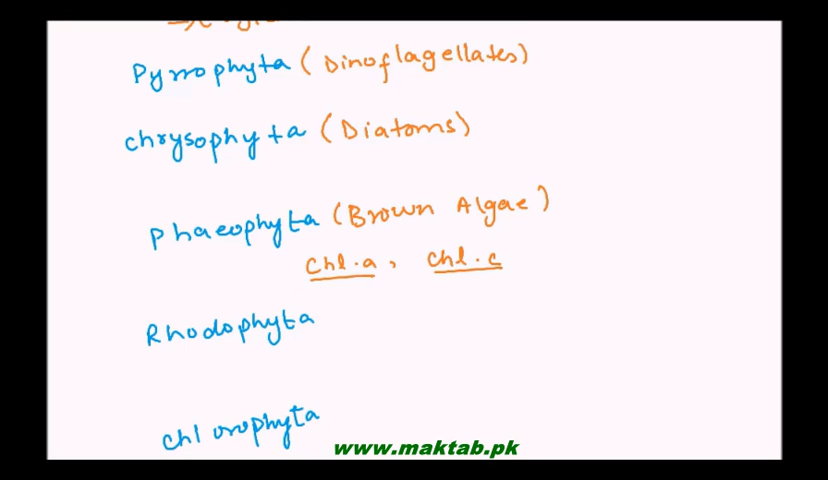 Pyrrophyta (Dinoflagellates)
chrysophyta (Diatoms)
Phaeophyta (Brown Algae)
Chl.a, Chl.c
Rhodophyta
chlorophyta
www.maktab.pk